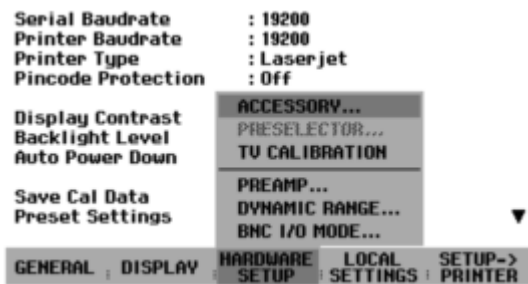 Serial Baudrate : 19200
Printer Baudrate : 19200
Printer Type : Laserjet
Pincode Protection : Off
Display Contrast
Backlight Level
Auto Power Down
Save Cal Data
Preset Settings
ACCESSORY...
PRESELECTOR...
TV CALIBRATION
PREAMP...
DYNAMIC RANGE...
BNC I/O MODE...
▼
GENERAL DISPLAY HARDWARE SETUP LOCAL SETTINGS SETUP-> PRINTER